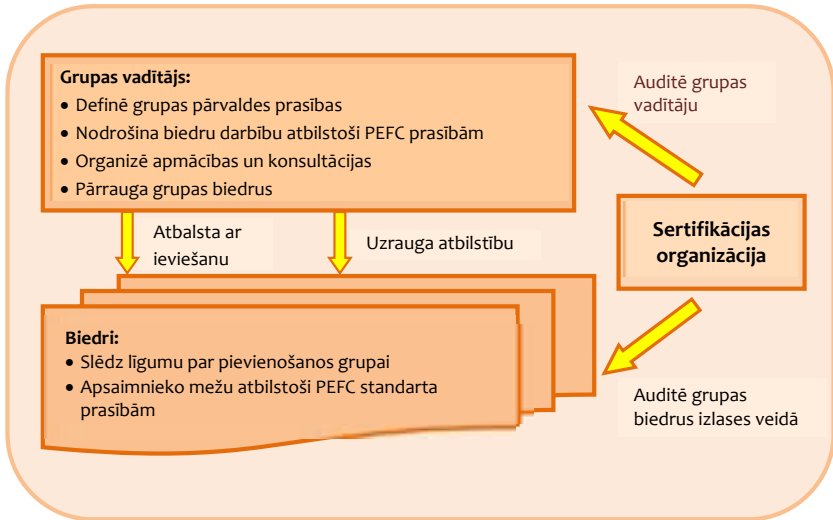 Grupas vadītājs:
• Definē grupas pārvaldes prasības
• Nodrošina biedru darbību atbilstoši PEFC prasībām
• Organizē apmācības un konsultācijas
• Pārrauga grupas biedrus
Auditē grupas
vadītāju
Atbalsta ar
ieviešanu
Uzrauga atbilstību
Sertifikācijas
organizācija
Biedri:
• Slēdz līgumu par pievienošanos grupai
• Apsaimnieko mežu atbilstoši PEFC standarta
prasībām
Auditē grupas
biedrus izlases veidā